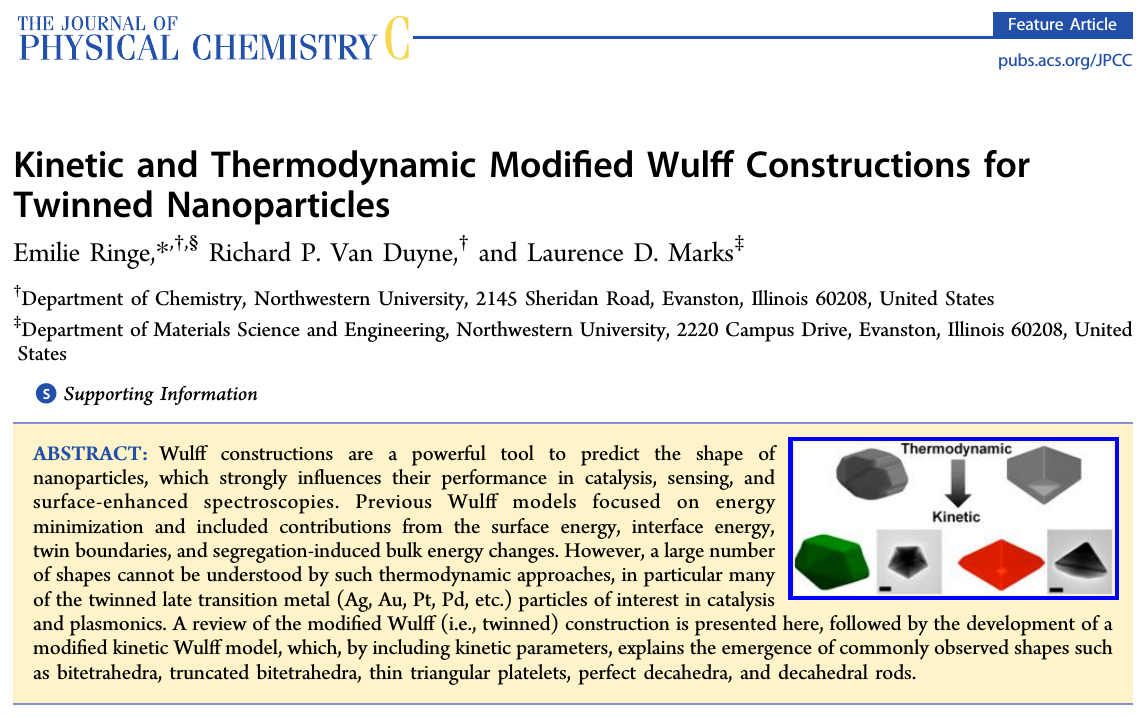 THE JOURNAL OF
PHYSICAL CHEMISTRY C
Feature Article
pubs.acs.org/JPCC
Kinetic and Thermodynamic Modified Wulff Constructions for
Twinned Nanoparticles
Emilie Ringe,*,†,§ Richard P. Van Duyne,† and Laurence D. Marks‡
†Department of Chemistry, Northwestern University, 2145 Sheridan Road, Evanston, Illinois 60208, United States
‡Department of Materials Science and Engineering, Northwestern University, 2220 Campus Drive, Evanston, Illinois 60208, United
States
S Supporting Information
ABSTRACT: Wulff constructions are a powerful tool to predict the shape of
nanoparticles, which strongly influences their performance in catalysis, sensing, and
surface-enhanced spectroscopies. Previous Wulff models focused on energy
minimization and included contributions from the surface energy, interface energy,
twin boundaries, and segregation-induced bulk energy changes. However, a large number
of shapes cannot be understood by such thermodynamic approaches, in particular many
of the twinned late transition metal (Ag, Au, Pt, Pd, etc.) particles of interest in catalysis
and plasmonics. A review of the modified Wulff (i.e., twinned) construction is presented here, followed by the development of a
modified kinetic Wulff model, which, by including kinetic parameters, explains the emergence of commonly observed shapes such
as bitetrahedra, truncated bitetrahedra, thin triangular platelets, perfect decahedra, and decahedral rods.
Thermodynamic
Kinetic